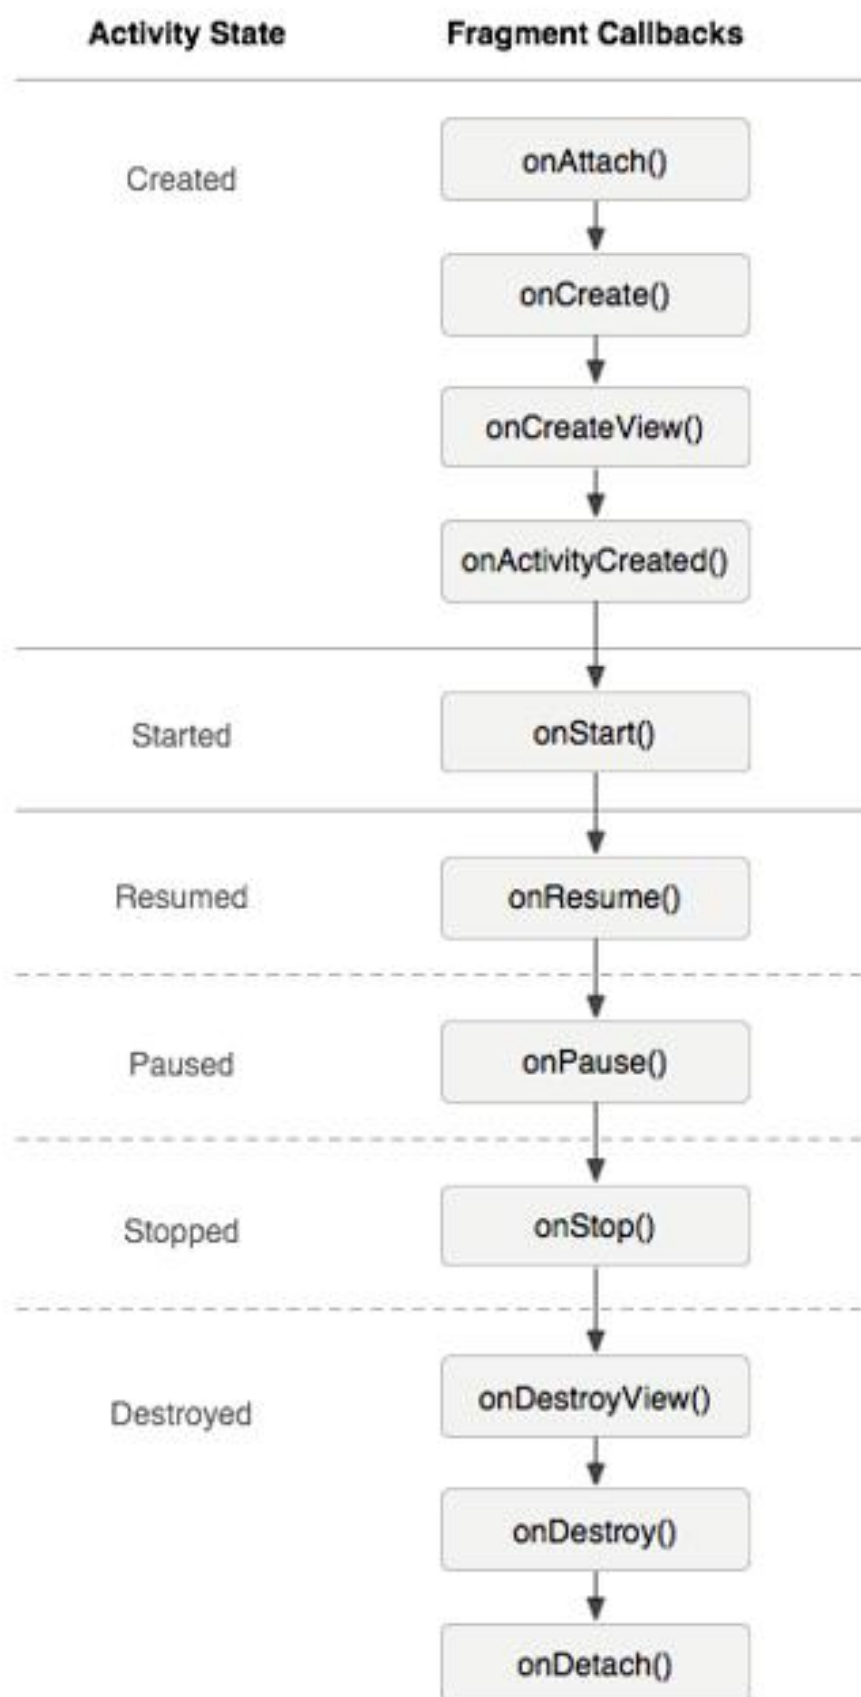 Activity State Fragment Callbacks
Created
onAttach()
onCreate()
onCreateView()
onActivityCreated()
Started
onStart()
Resumed
onResume()
Paused
onPause()
Stopped
onStop()
Destroyed
onDestroyView()
onDestroy()
onDetach()